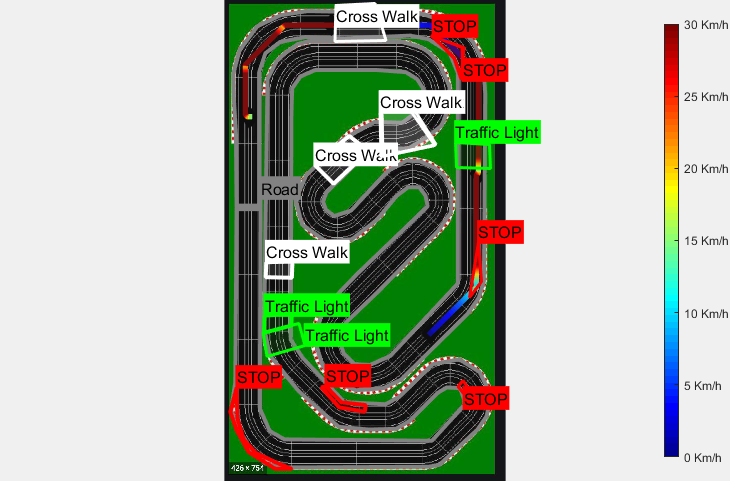 Cross Walk
STOP
STOP
Cross Walk
Traffic Light
Cross Walk
Road
STOP
Cross Walk
Traffic Light
Traffic Light
STOP
STOP
STOP
426 × 754
30 Km/h
25 Km/h
20 Km/h
15 Km/h
10 Km/h
5 Km/h
0 Km/h